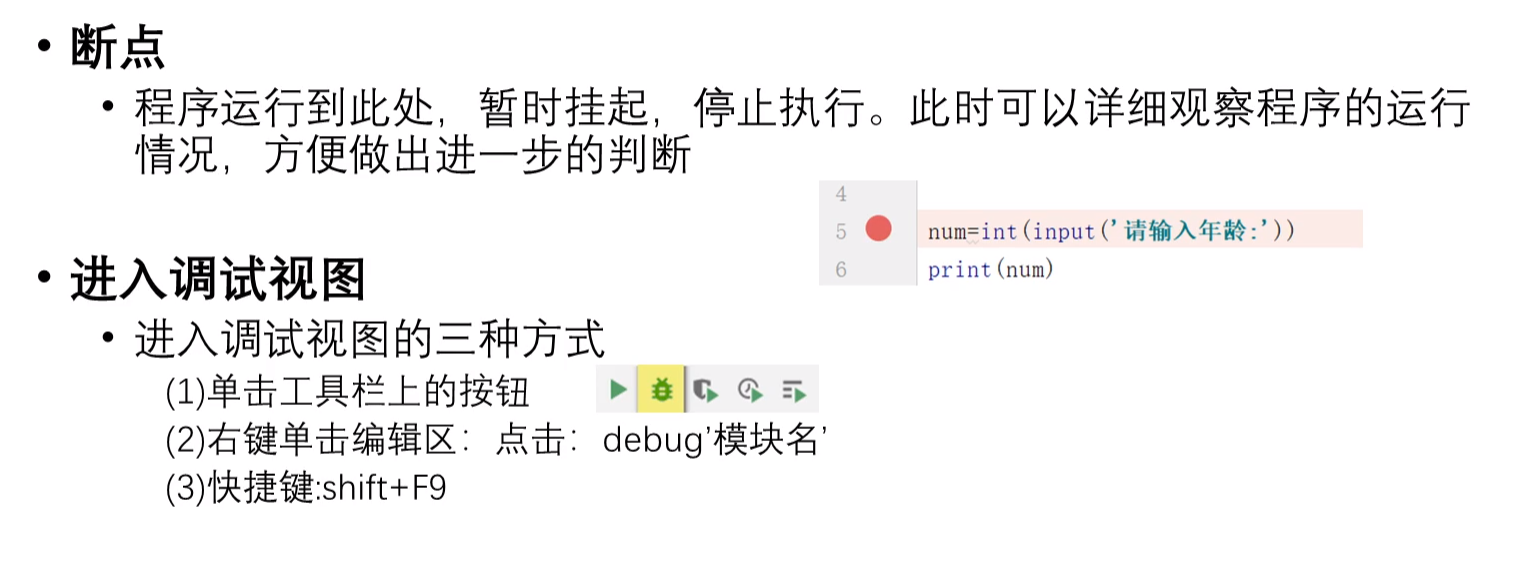 • 断点
• 程序运行到此处，暂时挂起，停止执行。此时可以详细观察程序的运行
情况，方便做出进一步的判断
4
5 num=int(input('请输入年龄:'))
6 print(num)
• 进入调试视图
• 进入调试视图的三种方式
(1)单击工具栏上的按钮
(2)右键单击编辑区：点击：debug'模块名'
(3)快捷键:shift+F9